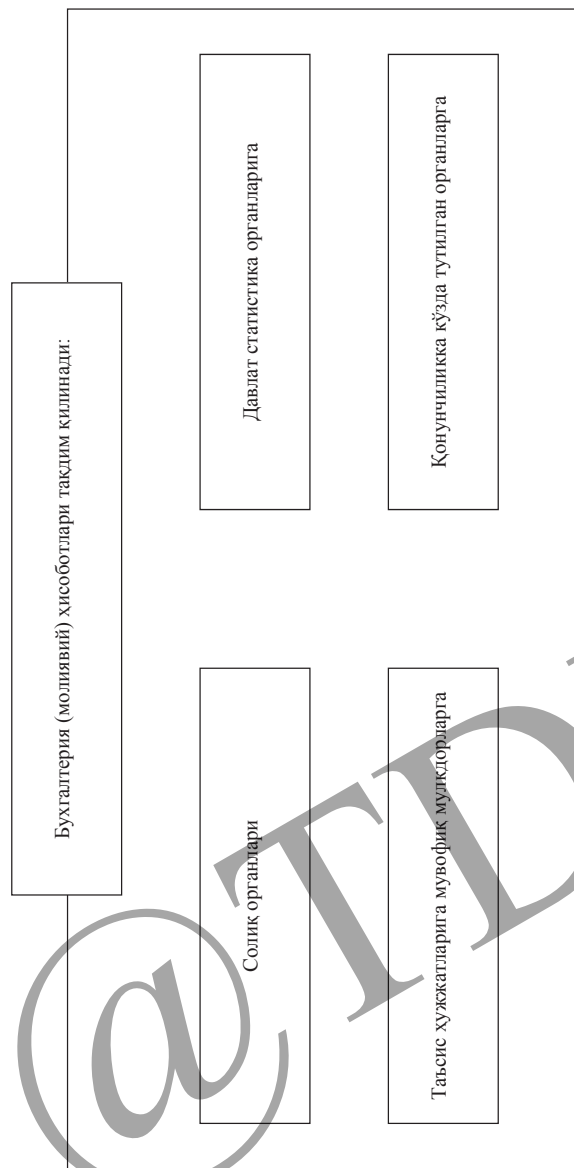 Бухгалтерия (молиявий) ҳисоботлари тақдим қилинади:
Солиқ органлари
Давлат статистика органларига
Таъсис ҳужжатларига мувофиқ мулкдорларга
Қонунчиликка кўзда тутилган органларга
@TD